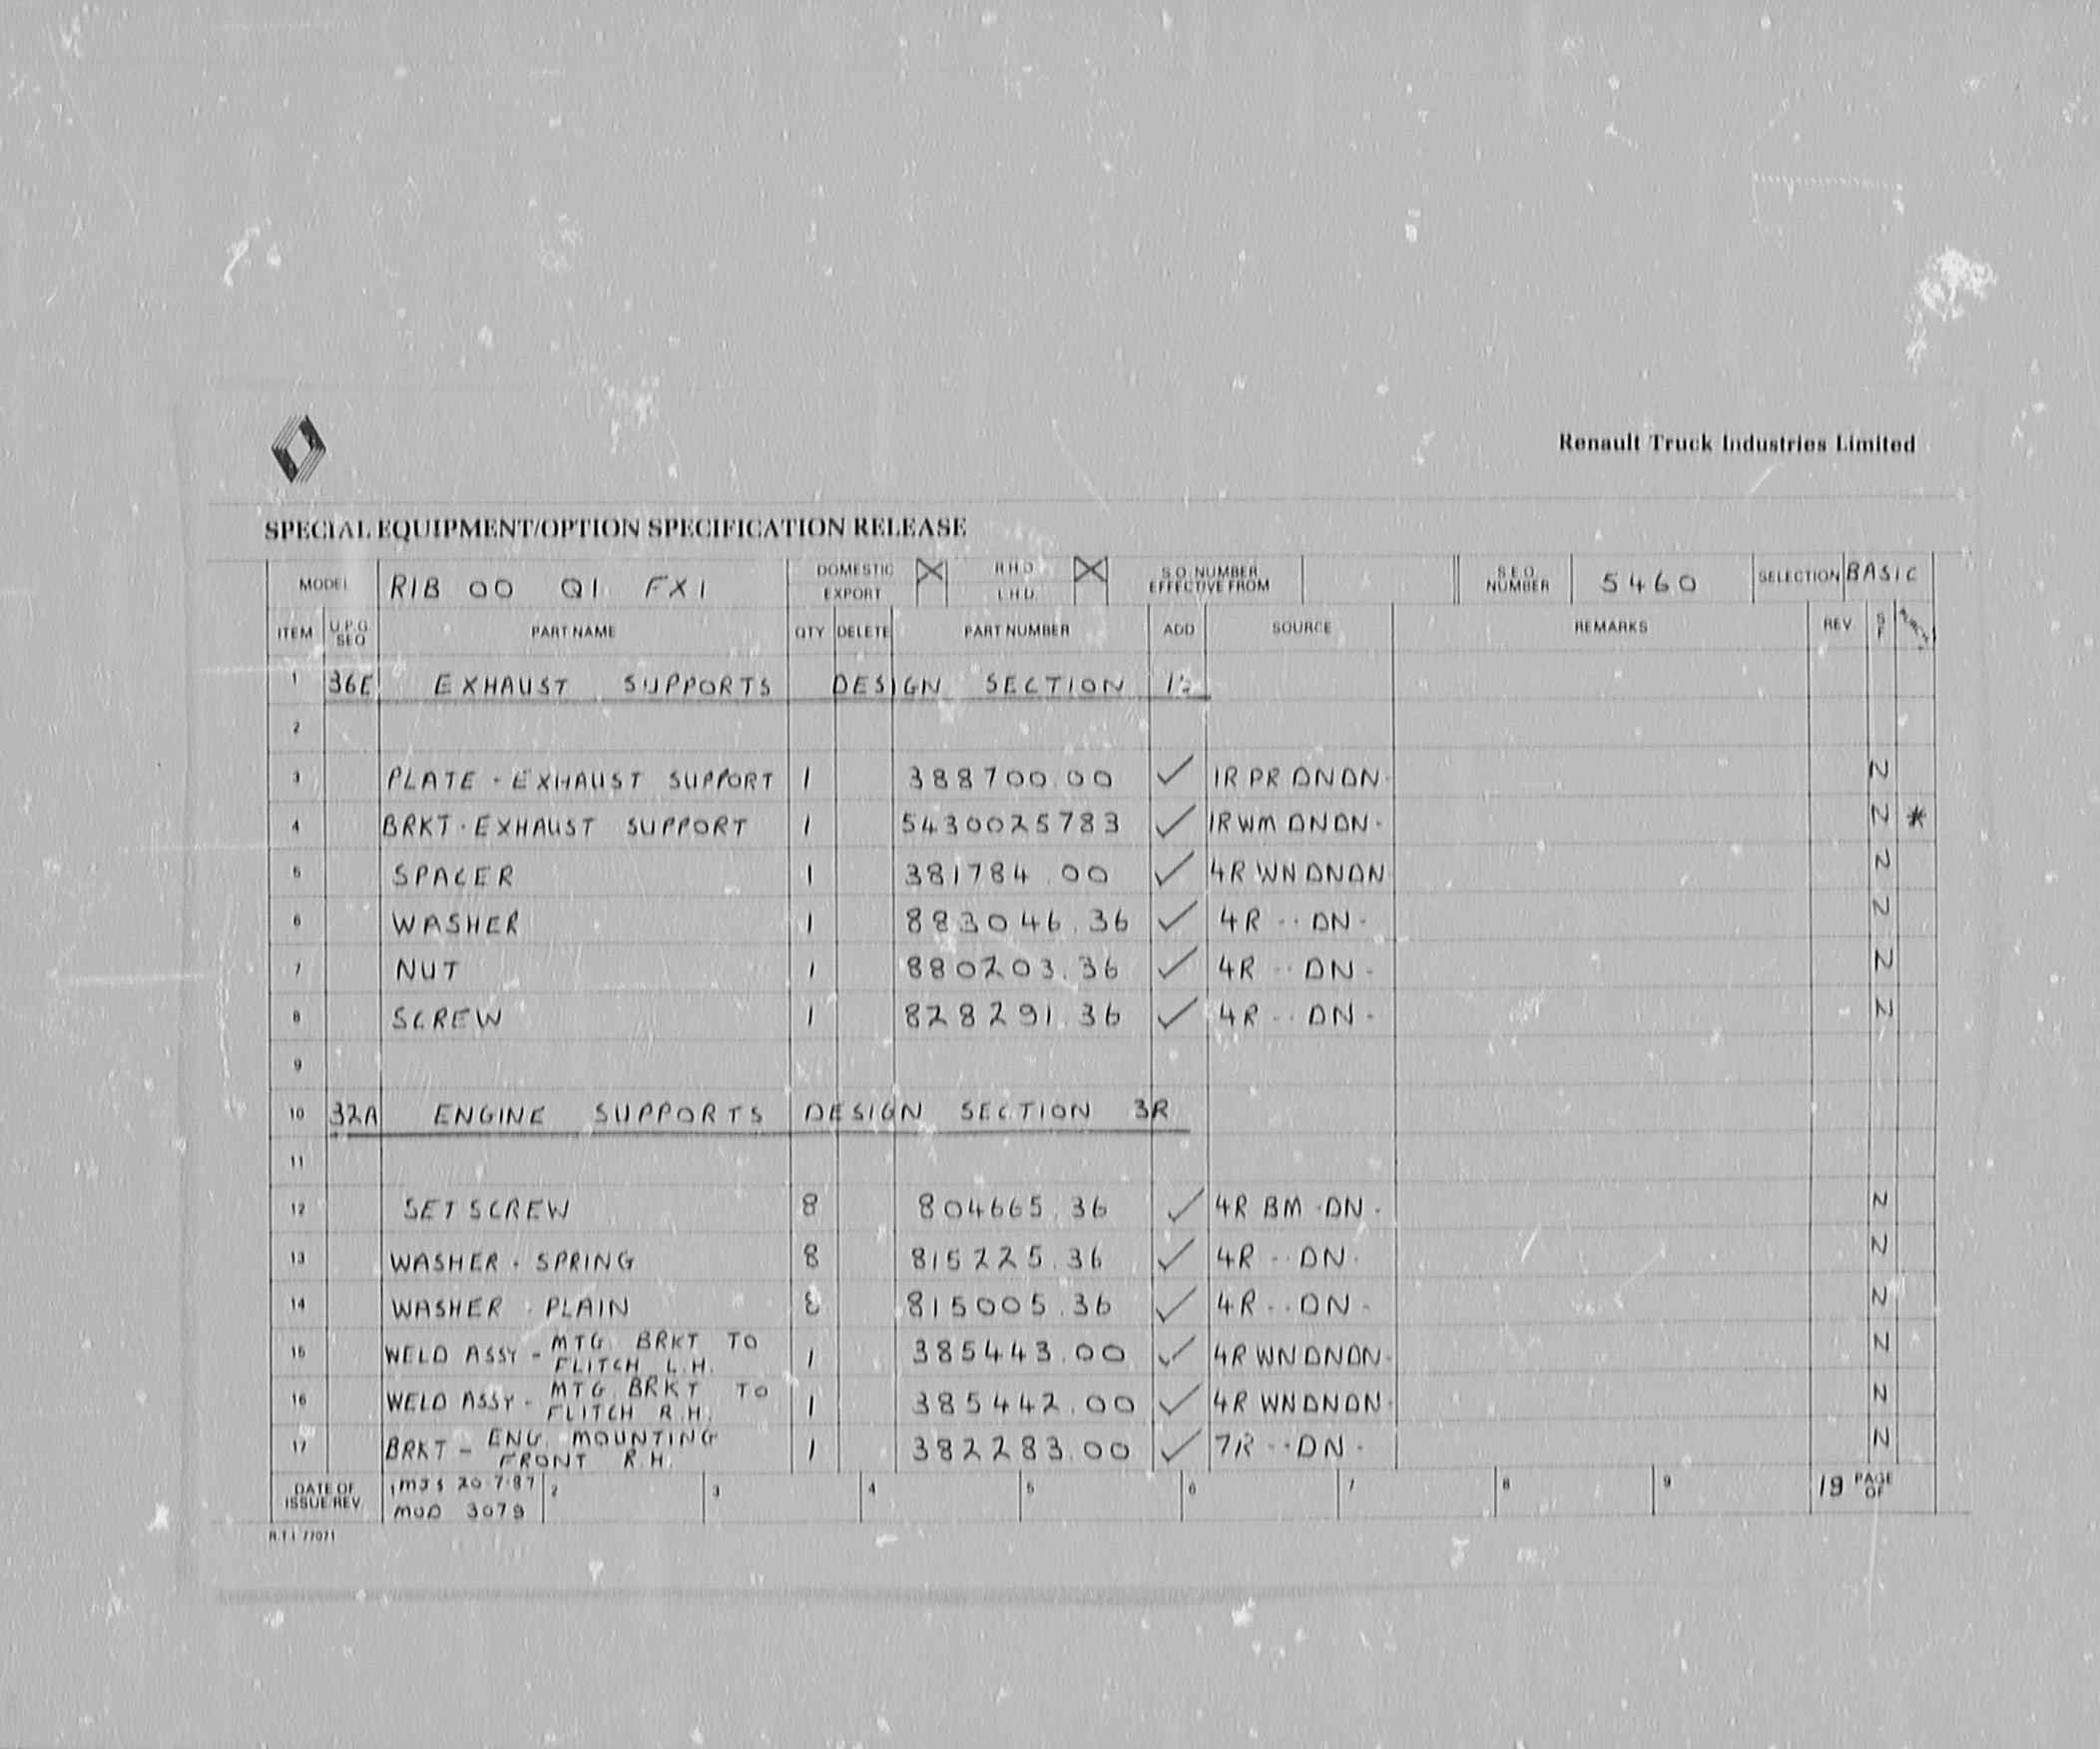 Renault Truck Industries Limited
SPECIAL EQUIPMENT/OPTION SPECIFICATION RELEASE
MODEL R1B 00 Q1 FX1 DOMESTIC EXPORT R.H.D. L.H.D. S.O. NUMBER EFFECTIVE FROM S.E.O. NUMBER 5460 SELECTION BASIC
ITEM U.P.G. SEQ PART NAME QTY DELETE PART NUMBER ADD SOURCE REMARKS REV S F
1 36E EXHAUST SUPPORTS DESIGN SECTION
2
3 PLATE - EXHAUST SUPPORT 1 388700.00 ✓ 1R PR DNDN- N
4 BRKT - EXHAUST SUPPORT 1 5430025783 ✓ 1R WM DNDN- N *
5 SPACER 1 381784.00 ✓ 4R WN DNDN N
6 WASHER 1 883046.36 ✓ 4R -- DN - N
7 NUT 1 880203.36 ✓ 4R -- DN - N
8 SCREW 1 828291.36 ✓ 4R -- DN - N
9
10 32A ENGINE SUPPORTS DESIGN SECTION 3R
11
12 SETSCREW 8 804665.36 ✓ 4R BM -DN - N
13 WASHER - SPRING 8 815225.36 ✓ 4R -- DN - N
14 WASHER - PLAIN 8 815005.36 ✓ 4R -- DN - N
15 WELD ASSY - MTG. BRKT TO FLITCH L.H. 1 385443.00 ✓ 4R WN DNDN- N
16 WELD ASSY - MTG. BRKT TO FLITCH R.H. 1 385442.00 ✓ 4R WN DNDN- N
17 BRKT - ENG. MOUNTING FRONT R.H. 1 382283.00 ✓ 7R -- DN - N
DATE OF ISSUE/REV. 1 MJS 20.7.87 2 3 4 5 6 7 8 9 19 PAGE OF
MOD 3079
R.T.I. 77071